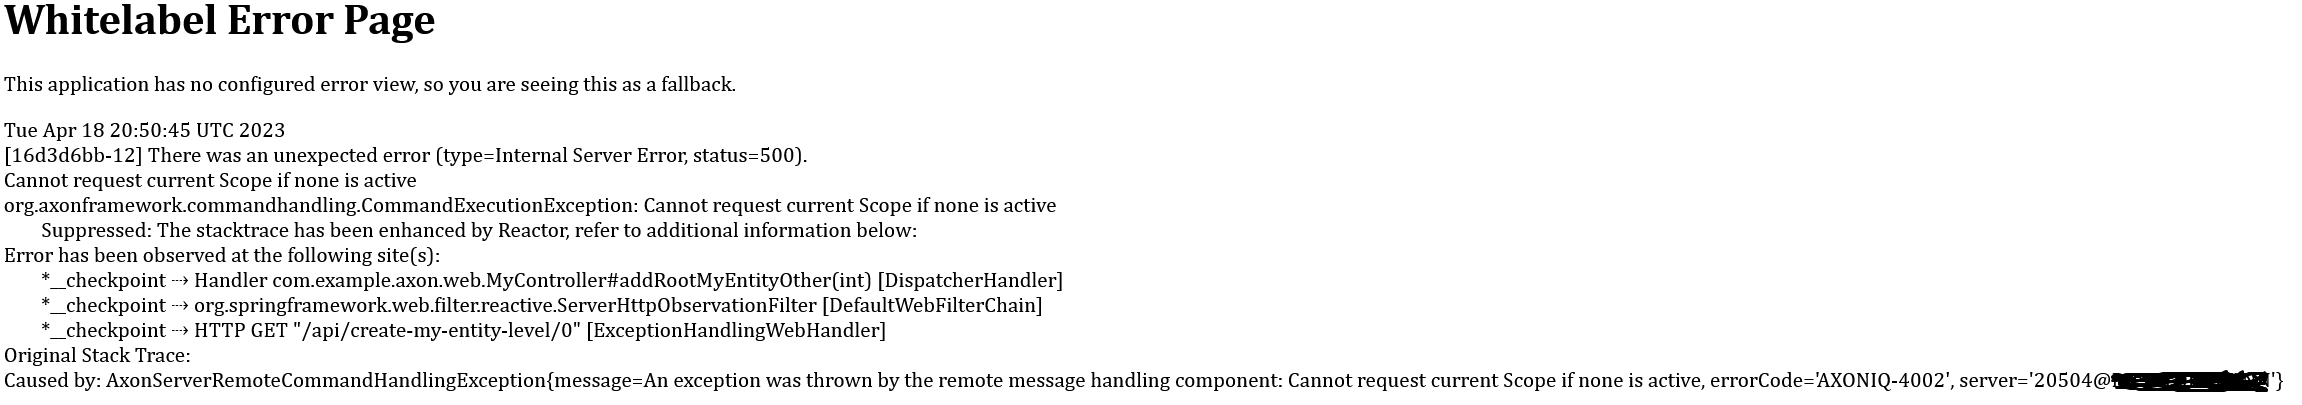 Whitelabel Error Page
This application has no configured error view, so you are seeing this as a fallback.
Tue Apr 18 20:50:45 UTC 2023
[16d3d6bb-12] There was an unexpected error (type=Internal Server Error, status=500).
Cannot request current Scope if none is active
org.axonframework.commandhandling.CommandExecutionException: Cannot request current Scope if none is active
Suppressed: The stacktrace has been enhanced by Reactor, refer to additional information below:
Error has been observed at the following site(s):
*__checkpoint ⇢ Handler com.example.axon.web.MyController#addRootMyEntityOther(int) [DispatcherHandler]
*__checkpoint ⇢ org.springframework.web.filter.reactive.ServerHttpObservationFilter [DefaultWebFilterChain]
*__checkpoint ⇢ HTTP GET "/api/create-my-entity-level/0" [ExceptionHandlingWebHandler]
Original Stack Trace:
Caused by: AxonServerRemoteCommandHandlingException{message=An exception was thrown by the remote message handling component: Cannot request current Scope if none is active, errorCode='AXONIQ-4002', server='20504@'}